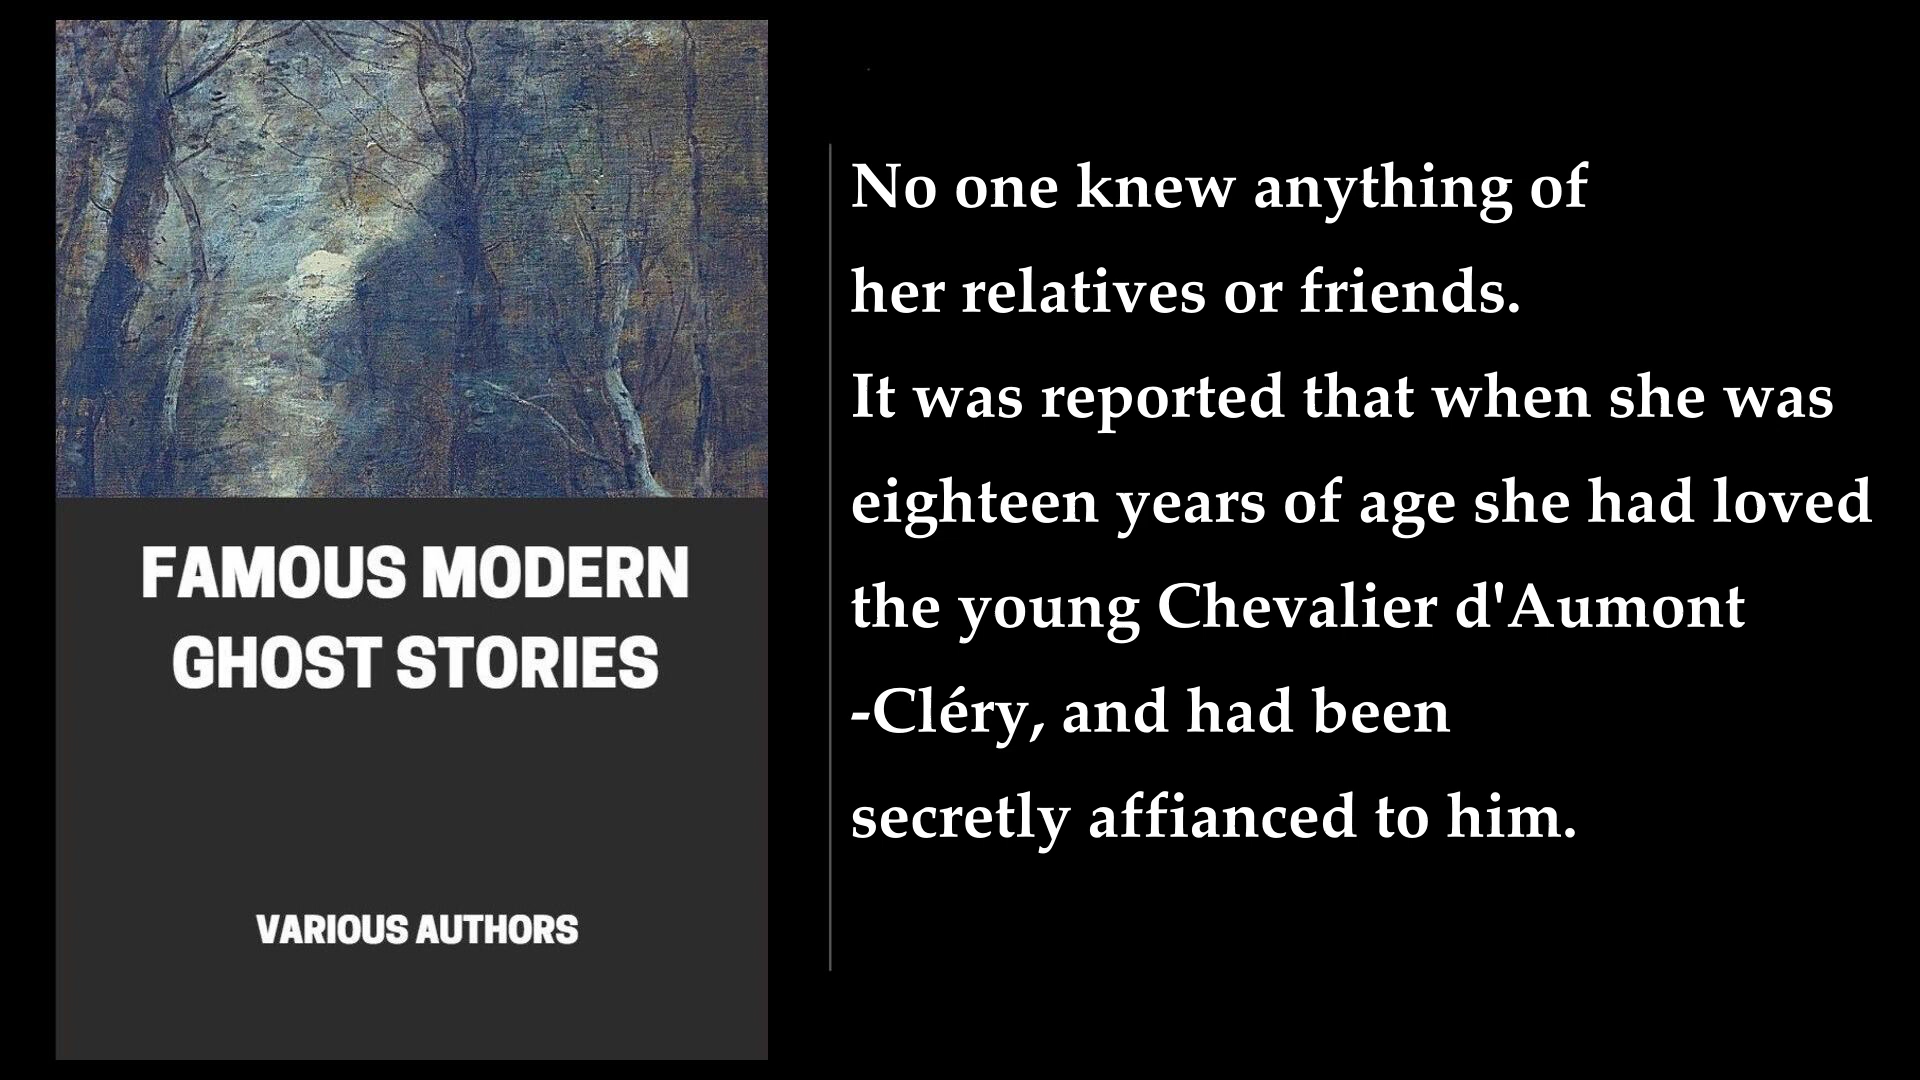 FAMOUS MODERN
GHOST STORIES
VARIOUS AUTHORS
No one knew anything of
her relatives or friends.
It was reported that when she was
eighteen years of age she had loved
the young Chevalier d'Aumont
-Cléry, and had been
secretly affianced to him.